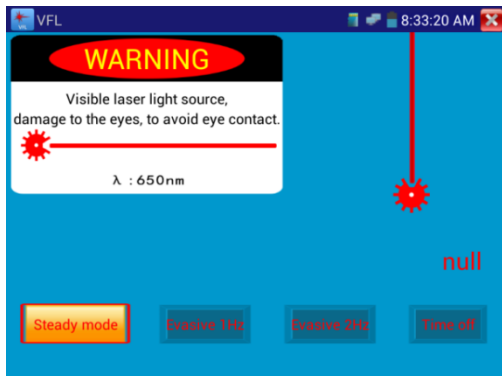 VFL
VFL
8:33:20 AM
WARNING
Visible laser light source,
damage to the eyes, to avoid eye contact.
λ :650nm
null
Steady mode
Evasive 1Hz
Evasive 2Hz
Time off